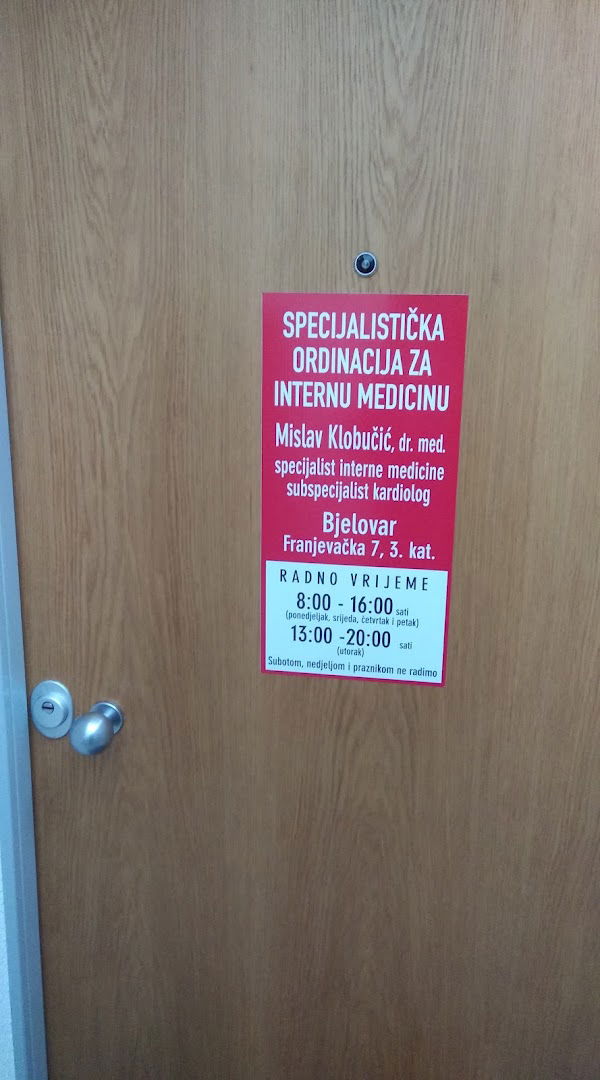 SPECIJALISTIČKA
ORDINACIJA ZA
INTERNU MEDICINU
Mislav Klobučić, dr. med.
specijalist interne medicine
subspecijalist kardiolog
Bjelovar
Franjevačka 7, 3. kat.
RADNO VRIJEME
8:00 - 16:00 sati
(ponedjeljak, srijeda, četvrtak i petak)
13:00 -20:00 sati
(utorak)
Subotom, nedjeljom i praznikom ne radimo